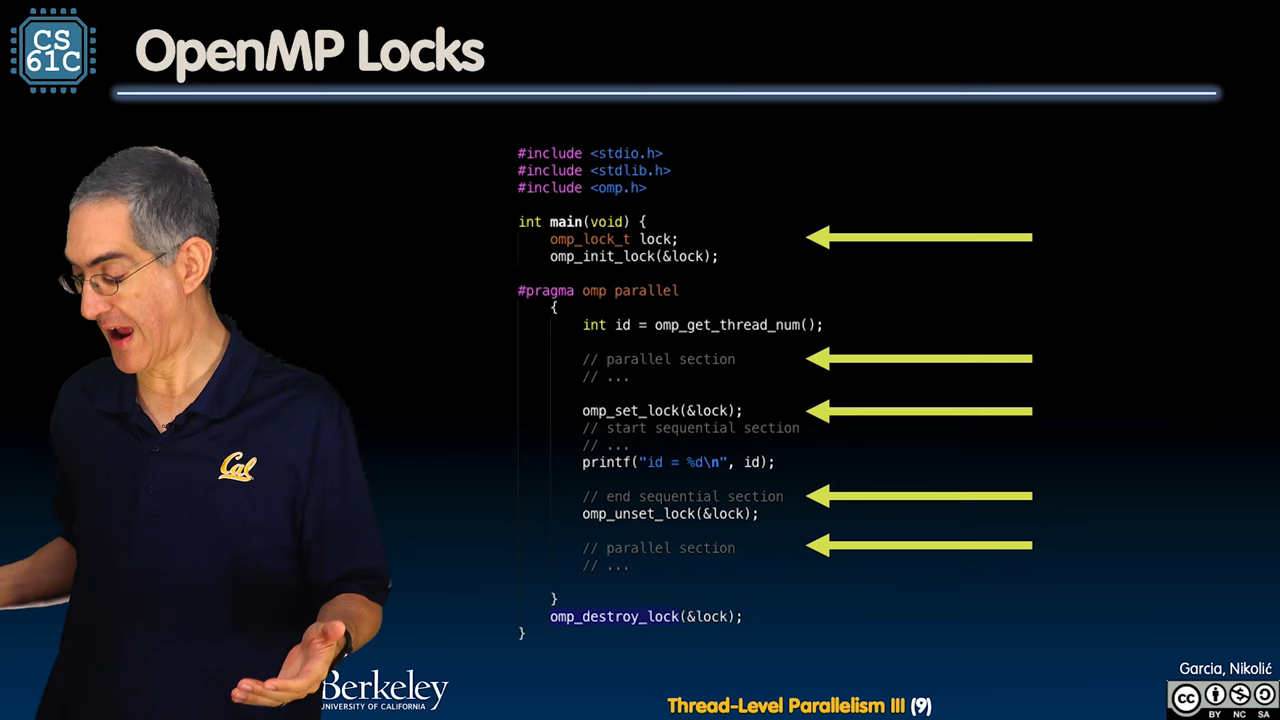 CS
61C
OpenMP Locks
#include <stdio.h>
#include <stdlib.h>
#include <omp.h>
int main(void) {
omp_lock_t lock;
omp_init_lock(&lock);
#pragma omp parallel
{
int id = omp_get_thread_num();
// parallel section
// ...
omp_set_lock(&lock);
// start sequential section
// ...
printf("id = %d\n", id);
// end sequential section
omp_unset_lock(&lock);
// parallel section
// ...
}
omp_destroy_lock(&lock);
}
Cal
Berkeley
UNIVERSITY OF CALIFORNIA
Thread-Level Parallelism III (9)
Garcia, Nikolić
cc
BY NC SA